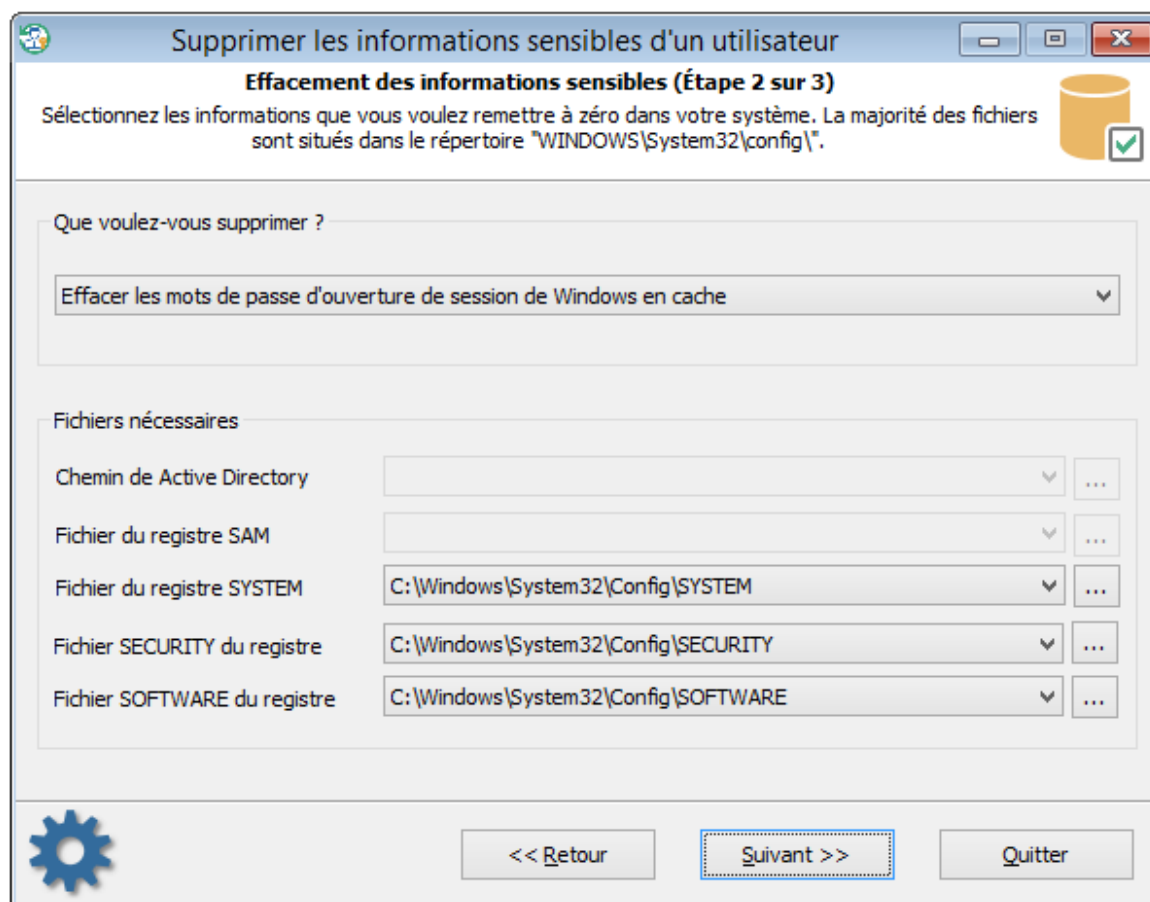 Supprimer les informations sensibles d'un utilisateur
Effacement des informations sensibles (Étape 2 sur 3)
Sélectionnez les informations que vous voulez remettre à zéro dans votre système. La majorité des fichiers
sont situés dans le répertoire "WINDOWS\System32\config\".
Que voulez-vous supprimer ?
Effacer les mots de passe d'ouverture de session de Windows en cache
Fichiers nécessaires
Chemin de Active Directory
...
Fichier du registre SAM
...
Fichier du registre SYSTEM C:\Windows\System32\Config\SYSTEM ...
Fichier SECURITY du registre C:\Windows\System32\Config\SECURITY ...
Fichier SOFTWARE du registre C:\Windows\System32\Config\SOFTWARE ...
<< Retour Suivant >> Quitter